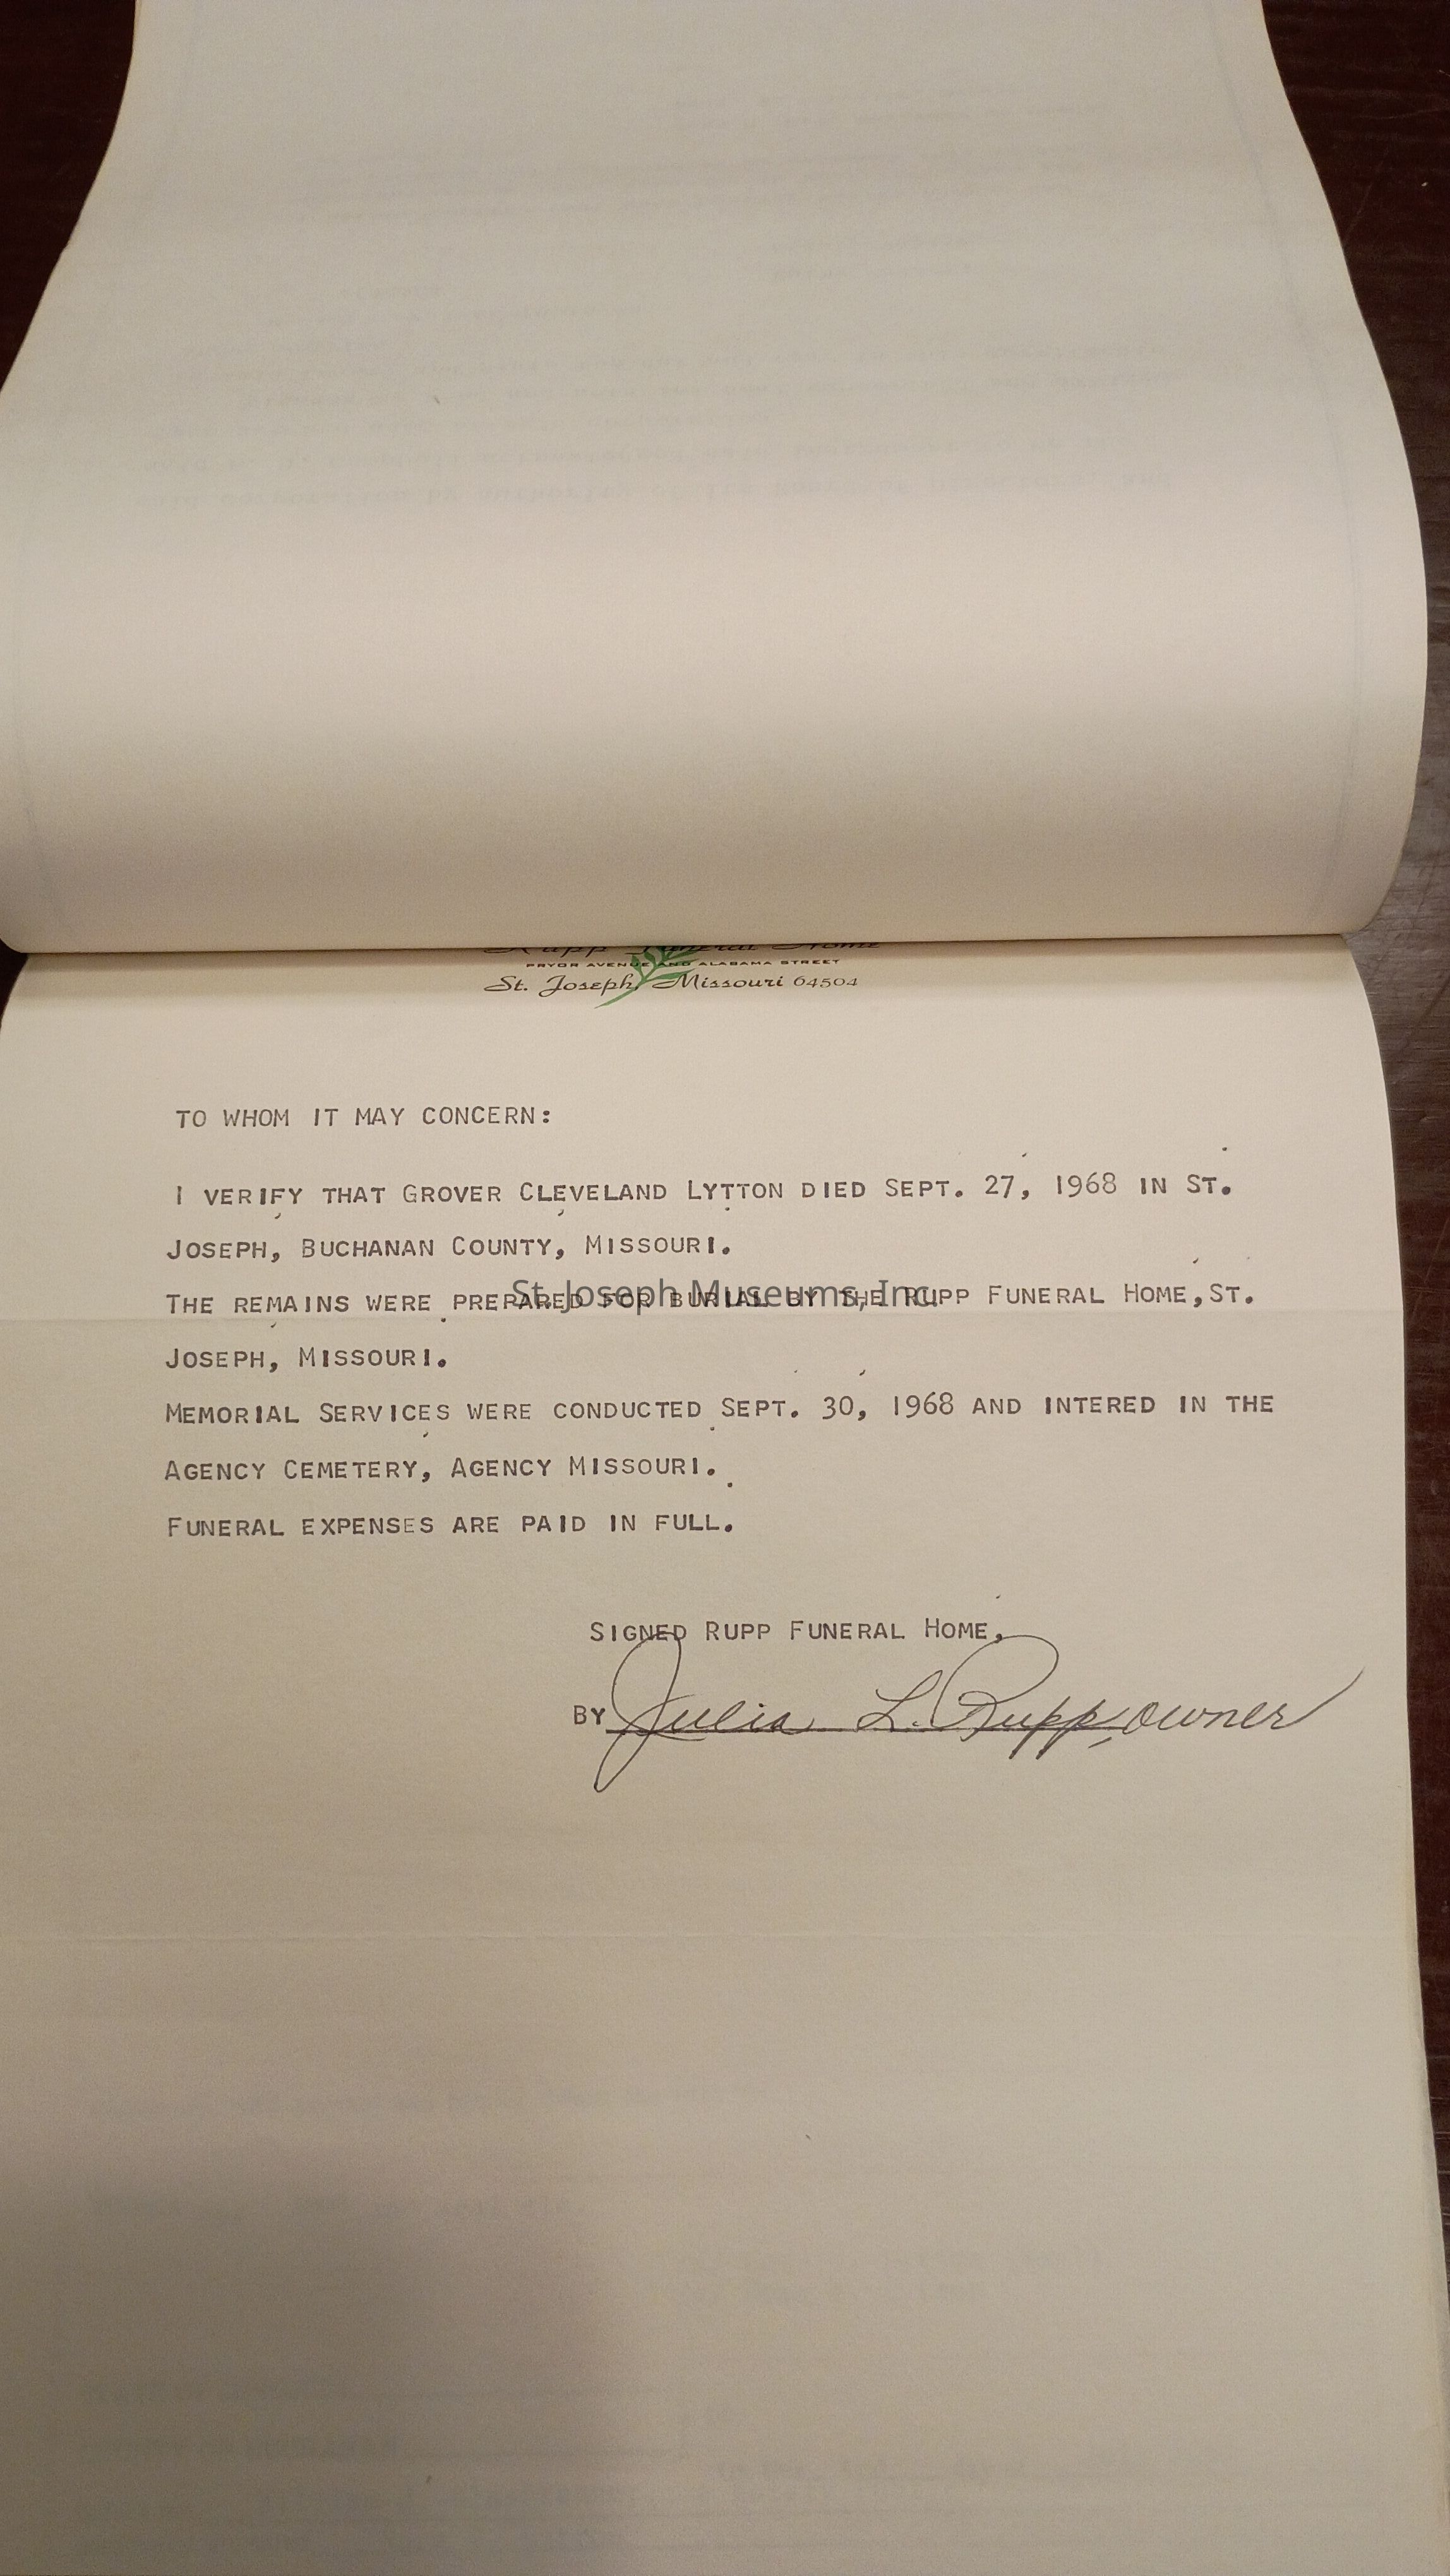 Rupp Funeral Home
PRYOR AVENUE AND ALABAMA STREET
St. Joseph, Missouri 64504
TO WHOM IT MAY CONCERN:
I VERIFY THAT GROVER CLEVELAND LYTTON DIED SEPT. 27, 1968 IN ST.
JOSEPH, BUCHANAN COUNTY, MISSOURI.
THE REMAINS WERE PREPARED FOR BURIAL BY THE RUPP FUNERAL HOME,ST.
St. Joseph Museums, Inc.
JOSEPH, MISSOURI.
MEMORIAL SERVICES WERE CONDUCTED SEPT. 30, 1968 AND INTERED IN THE
AGENCY CEMETERY, AGENCY MISSOURI.
FUNERAL EXPENSES ARE PAID IN FULL.
SIGNED RUPP FUNERAL HOME,
BY Julia L. Rupp, owner